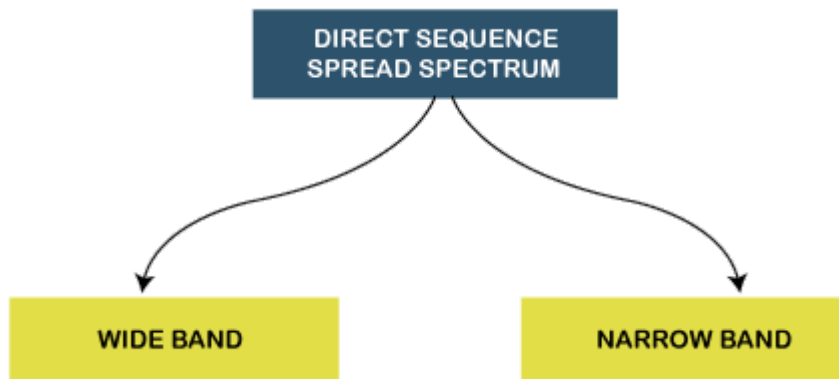 DIRECT SEQUENCE
SPREAD SPECTRUM
WIDE BAND
NARROW BAND